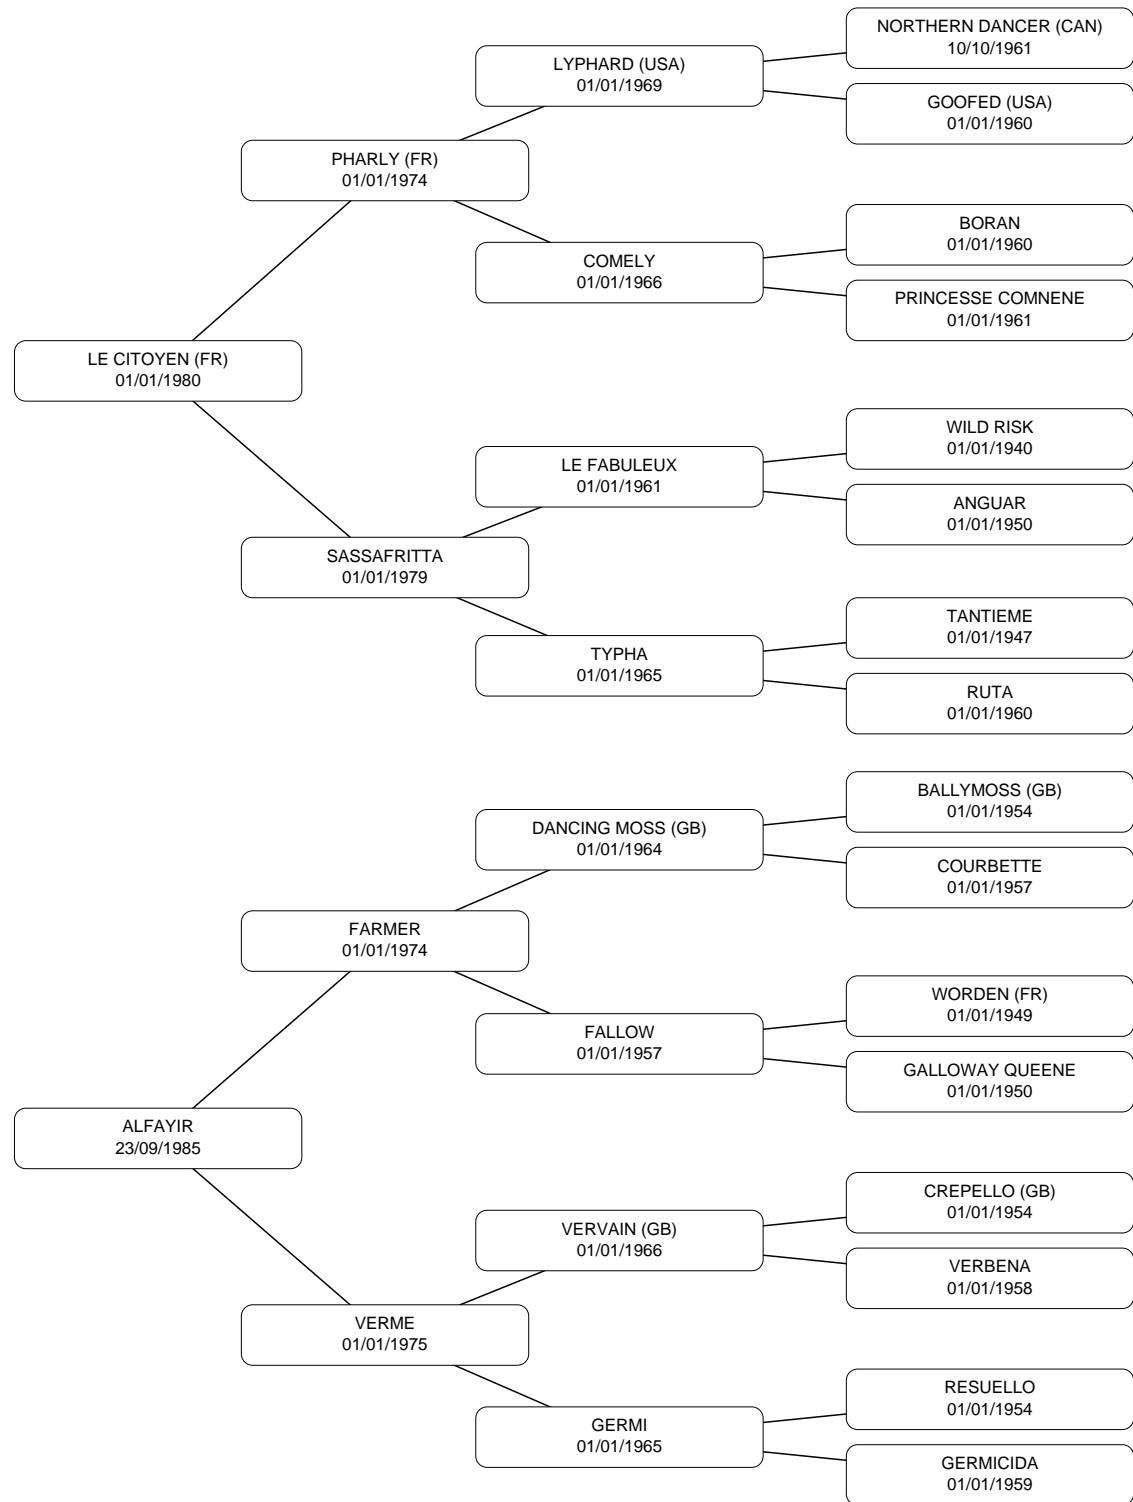 NORTHERN DANCER (CAN)
10/10/1961
LYPHARD (USA)
01/01/1969
GOOFED (USA)
01/01/1960
PHARLY (FR)
01/01/1974
BORAN
01/01/1960
COMELY
01/01/1966
PRINCESSE COMNENE
01/01/1961
LE CITOYEN (FR)
01/01/1980
WILD RISK
01/01/1940
LE FABULEUX
01/01/1961
ANGUAR
01/01/1950
SASSAFRITTA
01/01/1979
TANTIEME
01/01/1947
TYPHA
01/01/1965
RUTA
01/01/1960
BALLYMOSS (GB)
01/01/1954
DANCING MOSS (GB)
01/01/1964
COURBETTE
01/01/1957
FARMER
01/01/1974
WORDEN (FR)
01/01/1949
FALLOW
01/01/1957
GALLOWAY QUEENE
01/01/1950
ALFAYIR
23/09/1985
CREPELLO (GB)
01/01/1954
VERVAIN (GB)
01/01/1966
VERBENA
01/01/1958
VERME
01/01/1975
RESUELLO
01/01/1954
GERMI
01/01/1965
GERMICIDA
01/01/1959